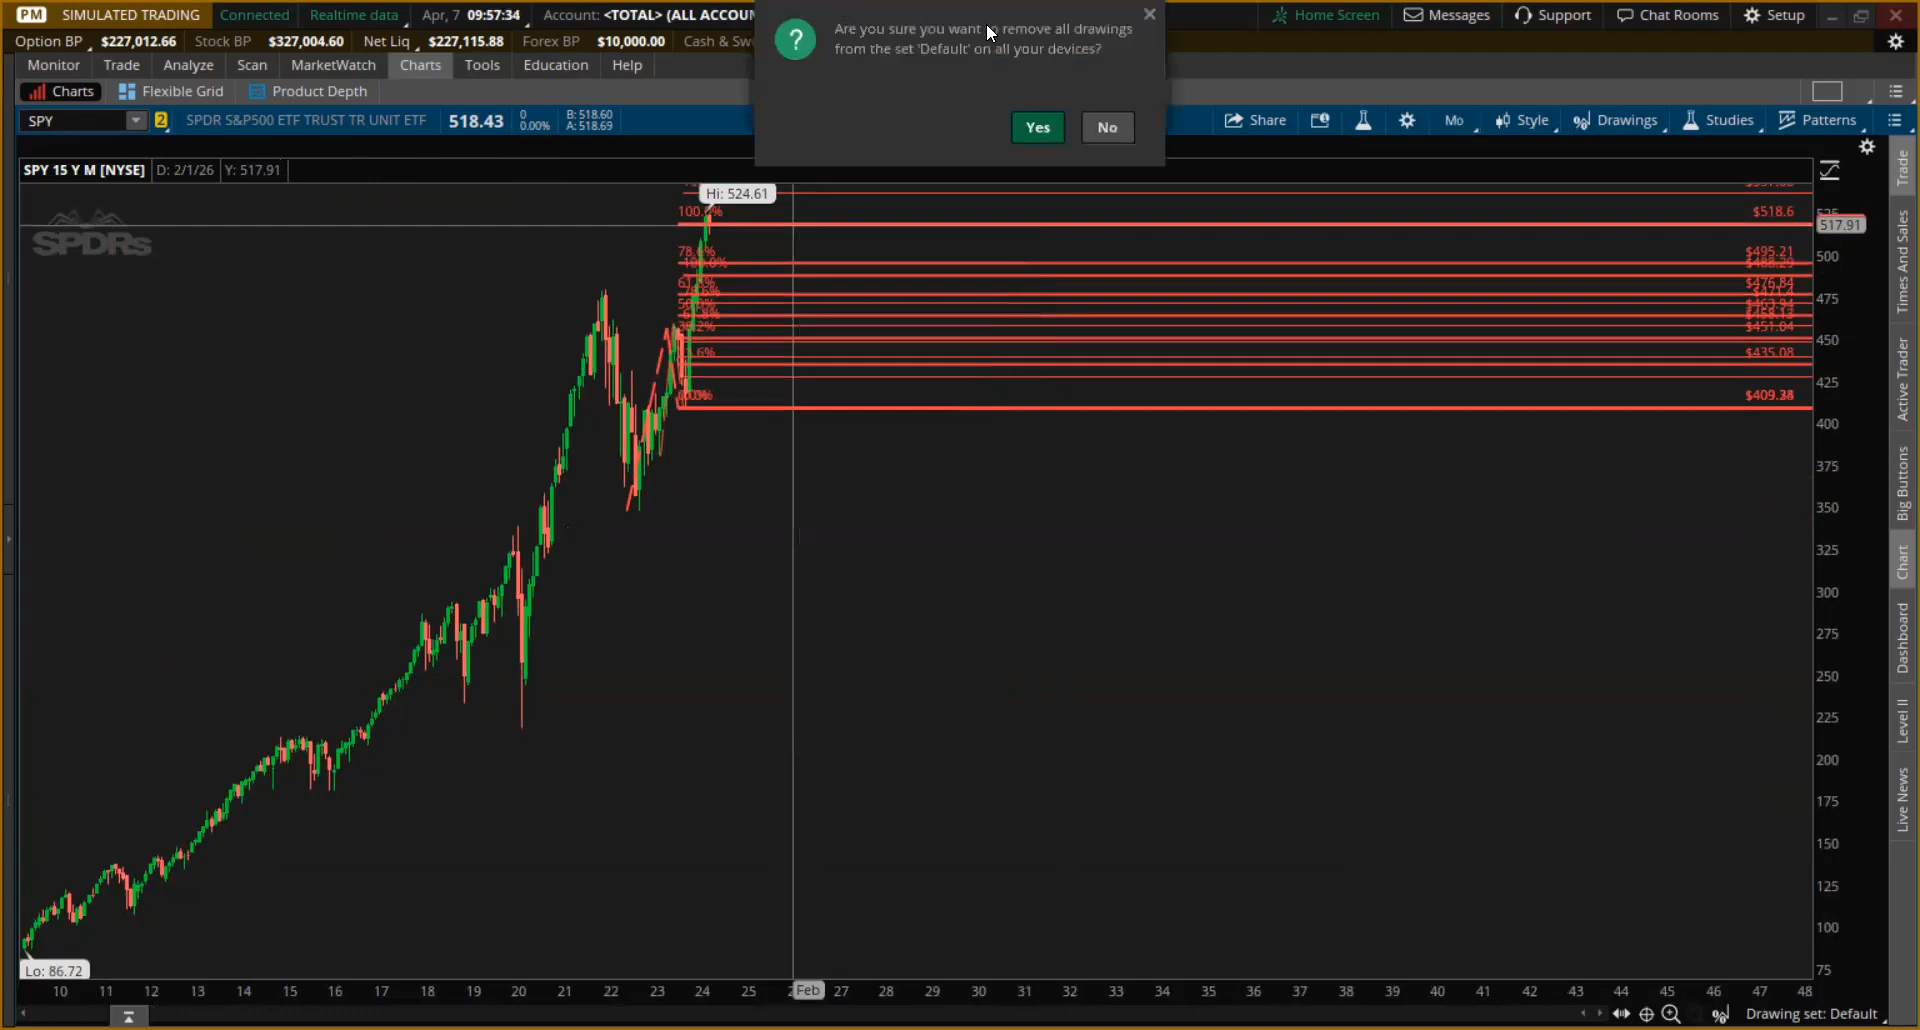 PM SIMULATED TRADING Connected Realtime data Apr, 7 09:57:34 Account: <TOTAL> (ALL ACCOUN
Home Screen Messages Support Chat Rooms Setup
Are you sure you want to remove all drawings
from the set 'Default' on all your devices?
Yes No
Option BP $227,012.66 Stock BP $327,004.60 Net Liq $227,115.88 Forex BP $10,000.00 Cash & Sw
Monitor Trade Analyze Scan MarketWatch Charts Tools Education Help
Charts Flexible Grid Product Depth
SPY 2 SPDR S&P500 ETF TRUST TR UNIT ETF 518.43 0 B: 518.60
0.00% A: 518.69
Share Mo Style Drawings Studies Patterns
SPY 15 Y M [NYSE] D: 2/1/26 Y: 517.91
SPDRs
Hi: 524.61
100.0% $518.6
517.91
$495.21
500
100.0% $488.29
$476.84
475
$463.94
38.2% $451.04
450
$435.08
425
400
375
350
325
300
275
250
225
200
175
150
125
100
75
Lo: 86.72
10 11 12 13 14 15 16 17 18 19 20 21 22 23 24 25 Feb 27 28 29 30 31 32 33 34 35 36 37 38 39 40 41 42 43 44 45 46 47 48
Drawing set: Default
Trade
Times And Sales
Active Trader
Big Buttons
Chart
Dashboard
Level II
Live News